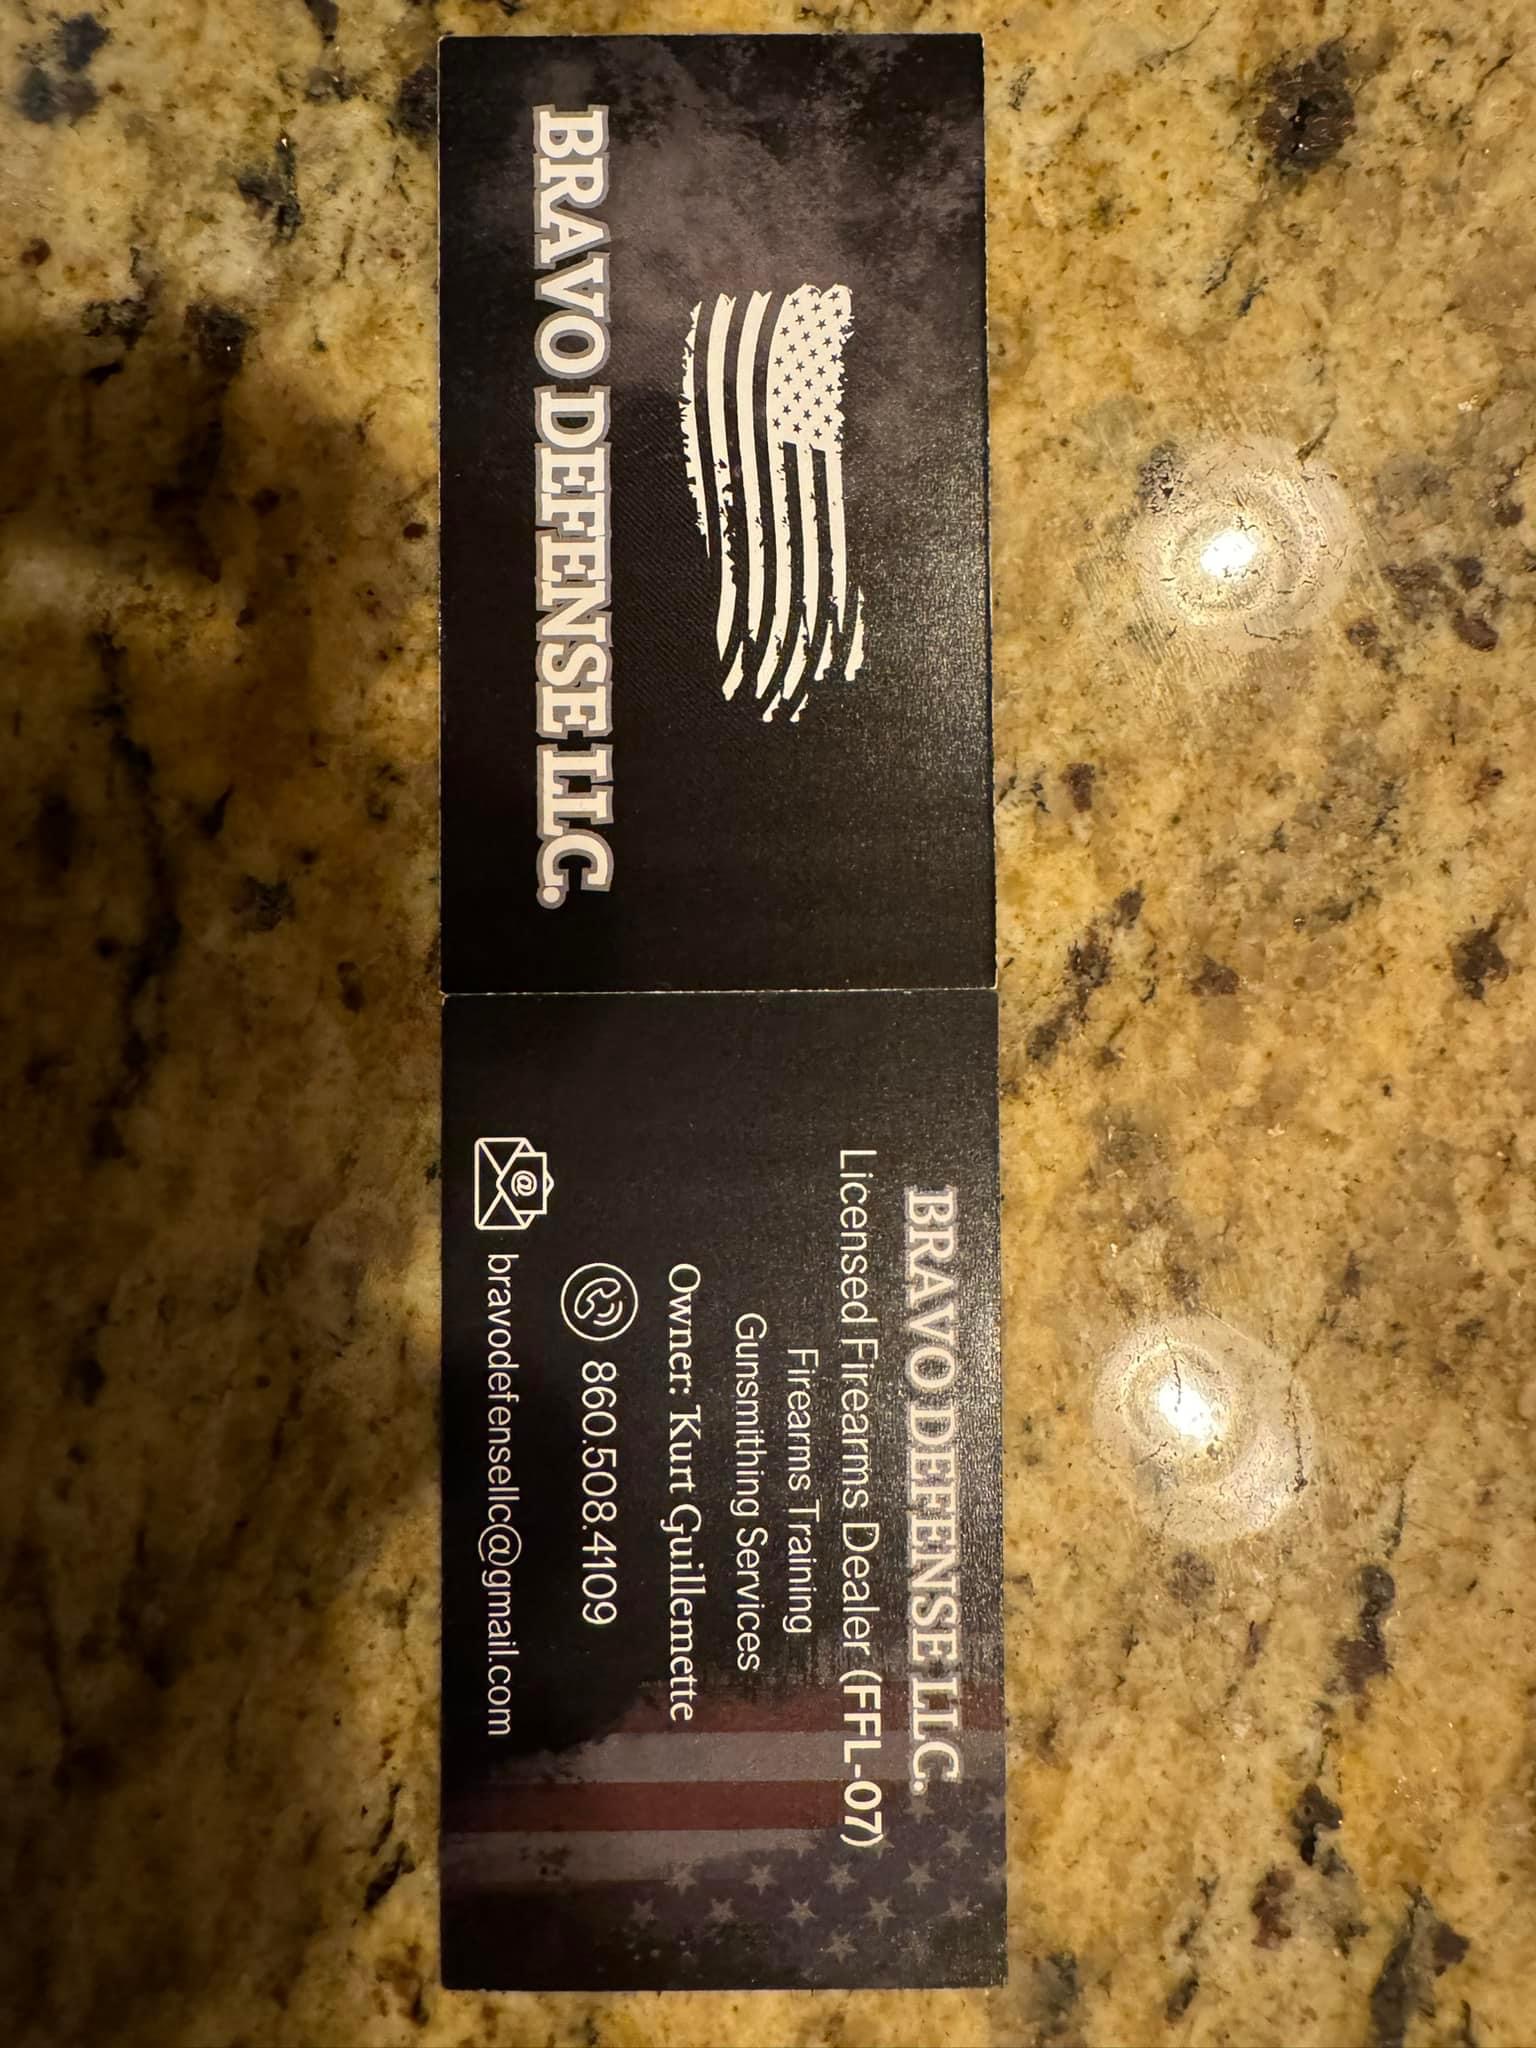 BRAVO DEFENSE LLC.
BRAVO DEFENSE LLC.
Licensed Firearms Dealer (FFL-07)
Firearms Training
Gunsmithing Services
Owner: Kurt Guillemette
860.508.4109
@ bravodefensellc@gmail.com